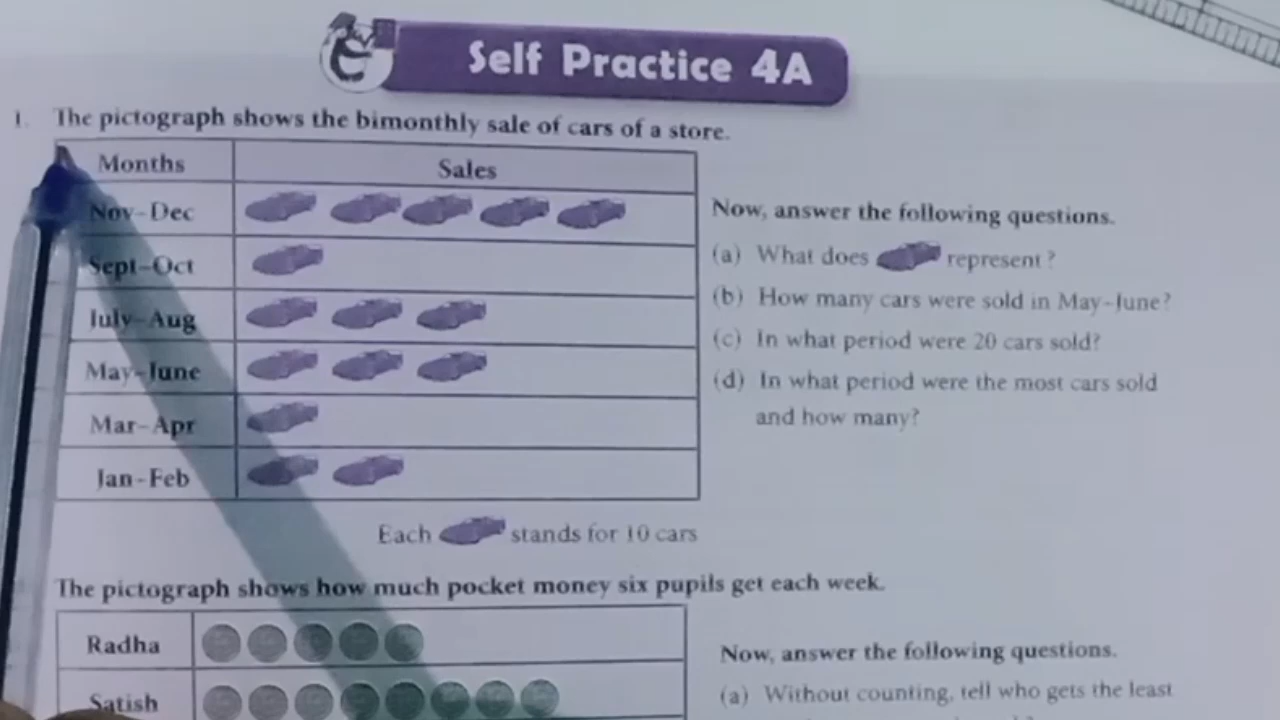 Self Practice 4A
1. The pictograph shows the bimonthly sale of cars of a store.
Months Sales
Nov-Dec
Sept-Oct
July-Aug
May-June
Mar-Apr
Jan-Feb
Each stands for 10 cars
Now, answer the following questions.
(a) What does represent?
(b) How many cars were sold in May-June?
(c) In what period were 20 cars sold?
(d) In what period were the most cars sold
and how many?
The pictograph shows how much pocket money six pupils get each week.
Radha
Satish
Now, answer the following questions.
(a) Without counting, tell who gets the least